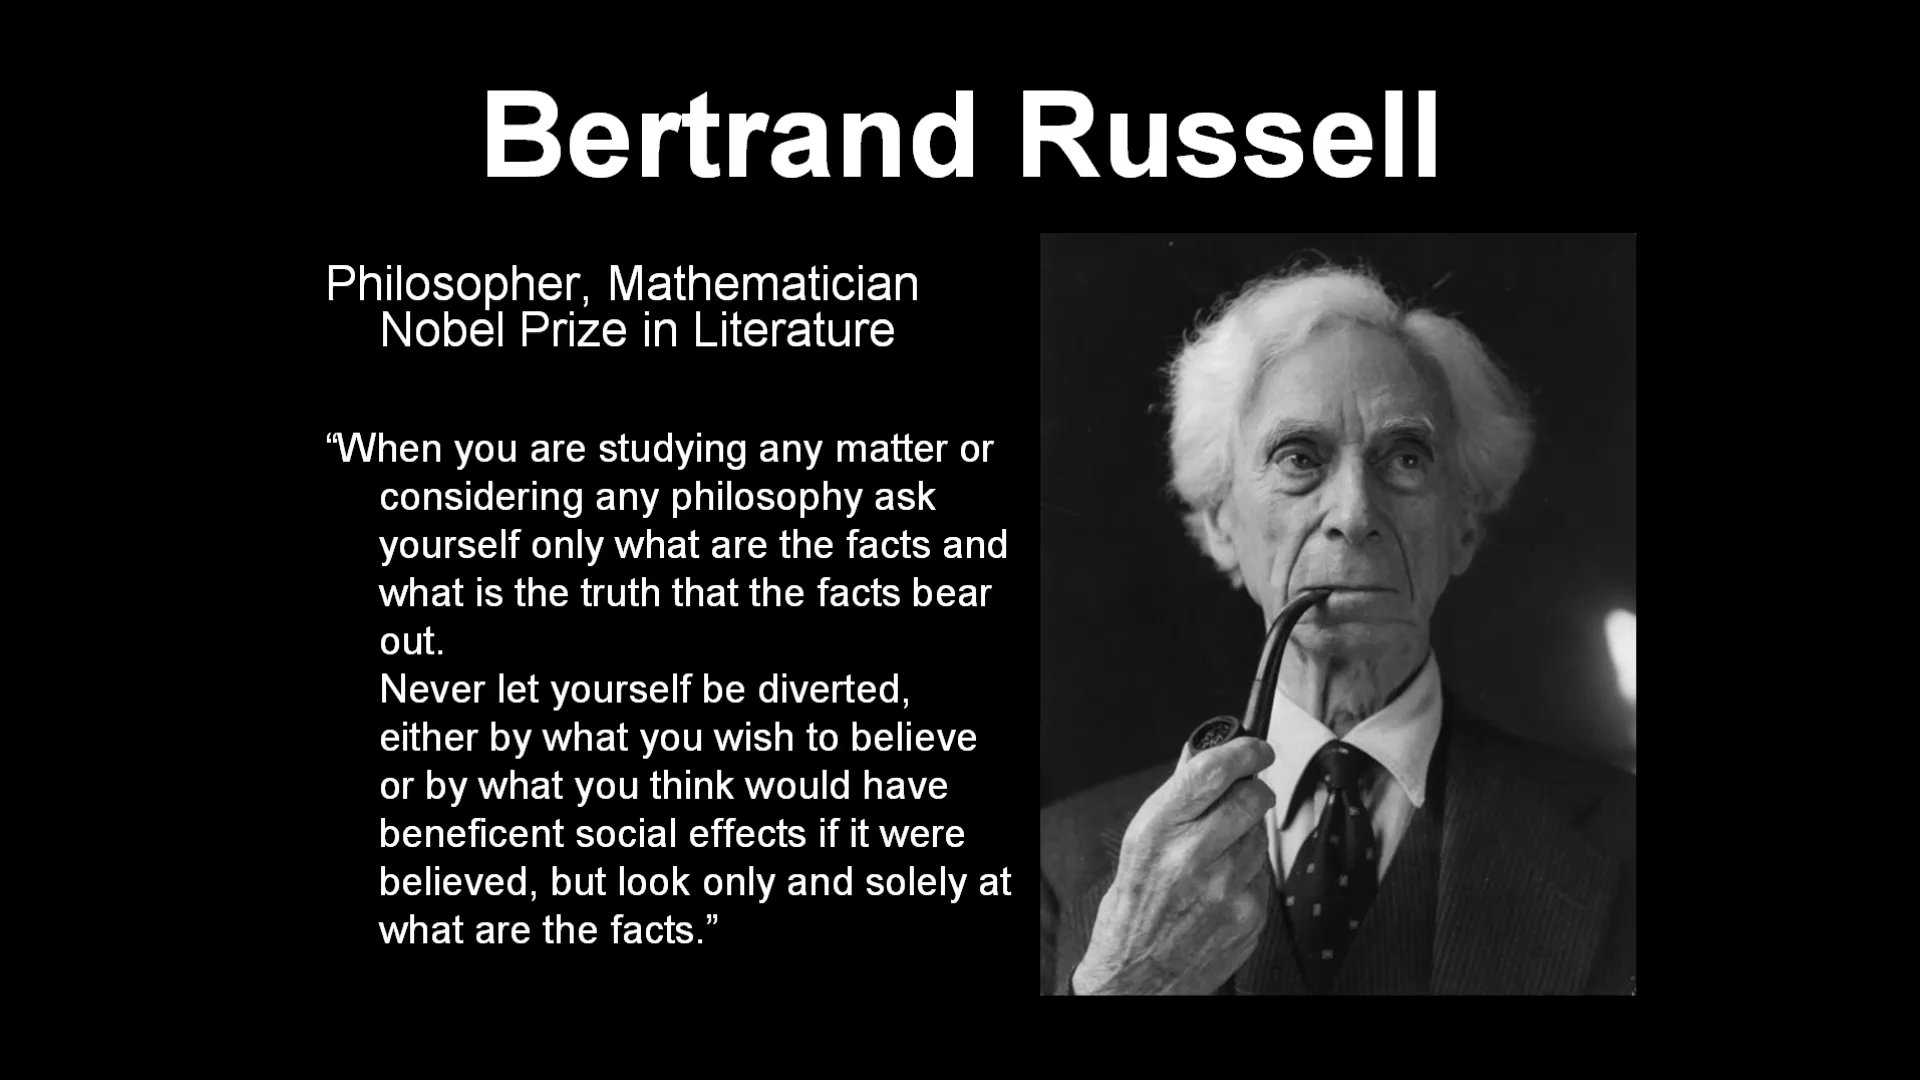 Bertrand Russell
Philosopher, Mathematician
Nobel Prize in Literature
“When you are studying any matter or
considering any philosophy ask
yourself only what are the facts and
what is the truth that the facts bear
out.
Never let yourself be diverted,
either by what you wish to believe
or by what you think would have
beneficent social effects if it were
believed, but look only and solely at
what are the facts.”